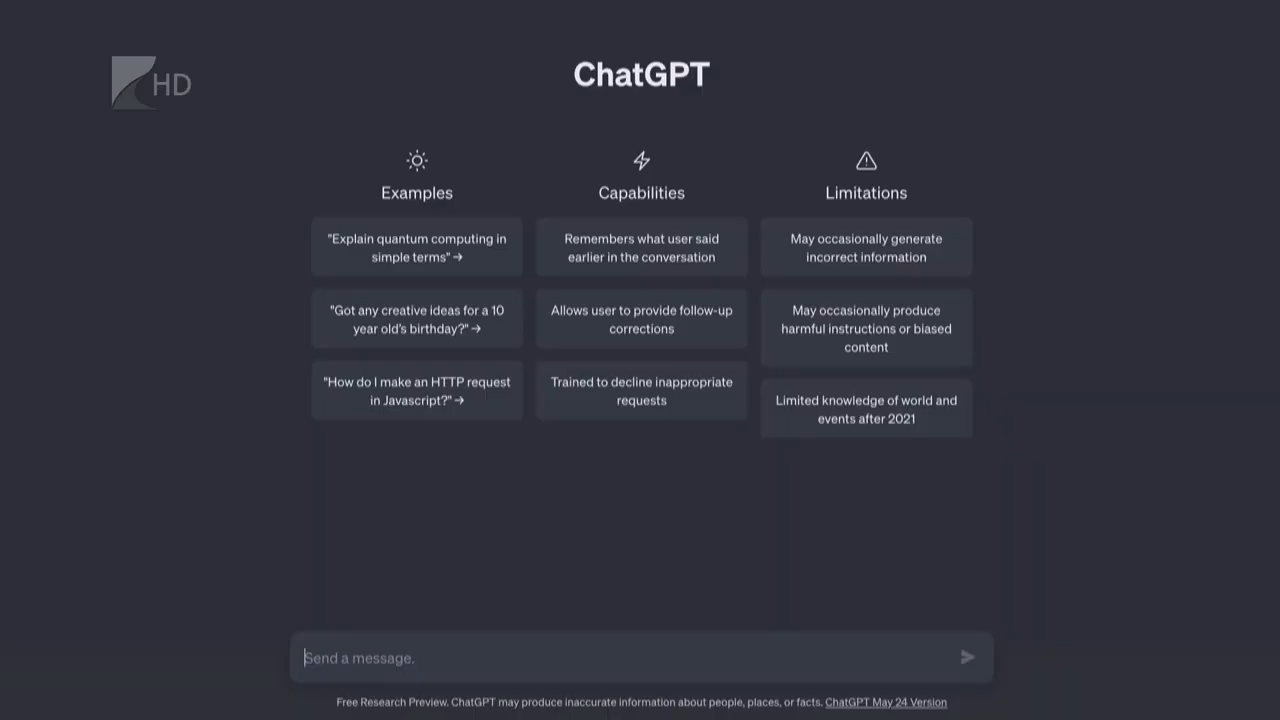 HD
ChatGPT
Examples
"Explain quantum computing in
simple terms" →
"Got any creative ideas for a 10
year old's birthday?" →
"How do I make an HTTP request
in Javascript?" →
Capabilities
Remembers what user said
earlier in the conversation
Allows user to provide follow-up
corrections
Trained to decline inappropriate
requests
Limitations
May occasionally generate
incorrect information
May occasionally produce
harmful instructions or biased
content
Limited knowledge of world and
events after 2021
Send a message.
Free Research Preview. ChatGPT may produce inaccurate information about people, places, or facts. ChatGPT May 24 Version